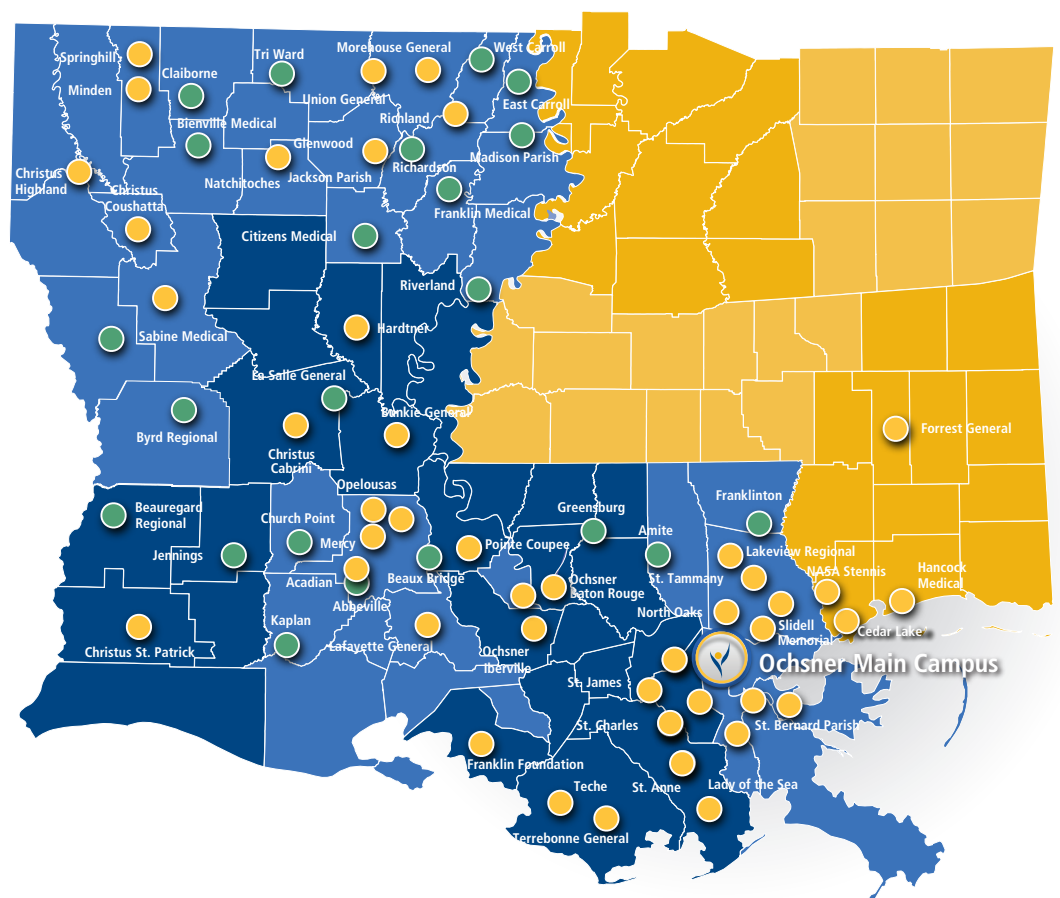 Springhill
Minden
Claiborne
Tri Ward
Morehouse General
West Carroll
Union General
East Carroll
Bienville Medical
Richland
Glenwood
Madison Parish
Christus
Highland
Natchitoches
Jackson Parish
Richardson
Christus
Coushatta
Franklin Medical
Citizens Medical
Riverland
Sabine Medical
Hardtner
La Salle General
Byrd Regional
Bunkie General
Christus
Cabrini
Forrest General
Opelousas
Beauregard
Regional
Church Point
Greensburg
Amite
Franklinton
Jennings
Mercy
Pointe Coupee
Lakeview Regional
Acadian
Beaux Bridge
Ochsner
Baton Rouge
St. Tammany
NASA Stennis
Hancock
Medical
Abbeville
North Oaks
Kaplan
Slidell
Memorial
Cedar Lake
Christus St. Patrick
Lafayette General
Ochsner
Iberville
Ochsner Main Campus
St. James
St. Charles
St. Bernard Parish
Franklin Foundation
Teche
St. Anne
Lady of the Sea
Terrebonne General